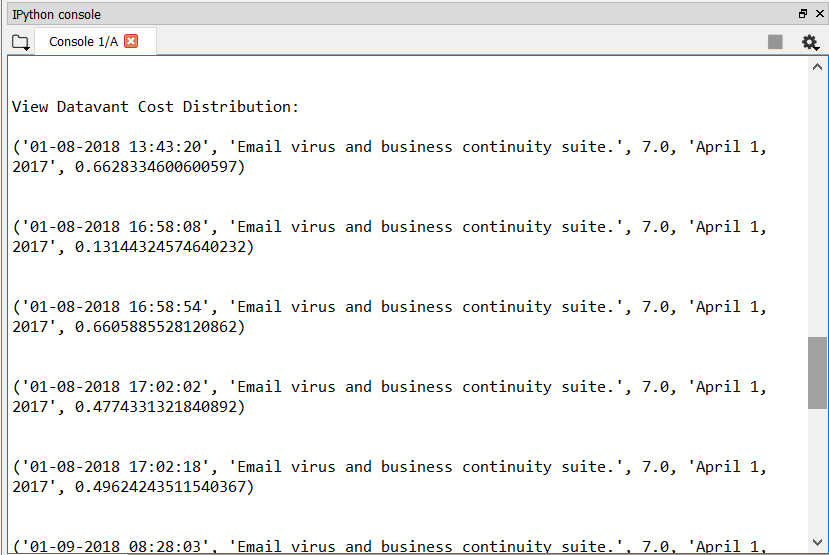 IPython console
Console 1/A
View Datavant Cost Distribution:
('01-08-2018 13:43:20', 'Email virus and business continuity suite.', 7.0, 'April 1,
2017', 0.6628334600600597)
('01-08-2018 16:58:08', 'Email virus and business continuity suite.', 7.0, 'April 1,
2017', 0.13144324574640232)
('01-08-2018 16:58:54', 'Email virus and business continuity suite.', 7.0, 'April 1,
2017', 0.6605885528120862)
('01-08-2018 17:02:02', 'Email virus and business continuity suite.', 7.0, 'April 1,
2017', 0.4774331321840892)
('01-08-2018 17:02:18', 'Email virus and business continuity suite.', 7.0, 'April 1,
2017', 0.49624243511540367)
('01-09-2018 08:28:03', 'Email virus and business continuity suite.', 7.0, 'April 1,